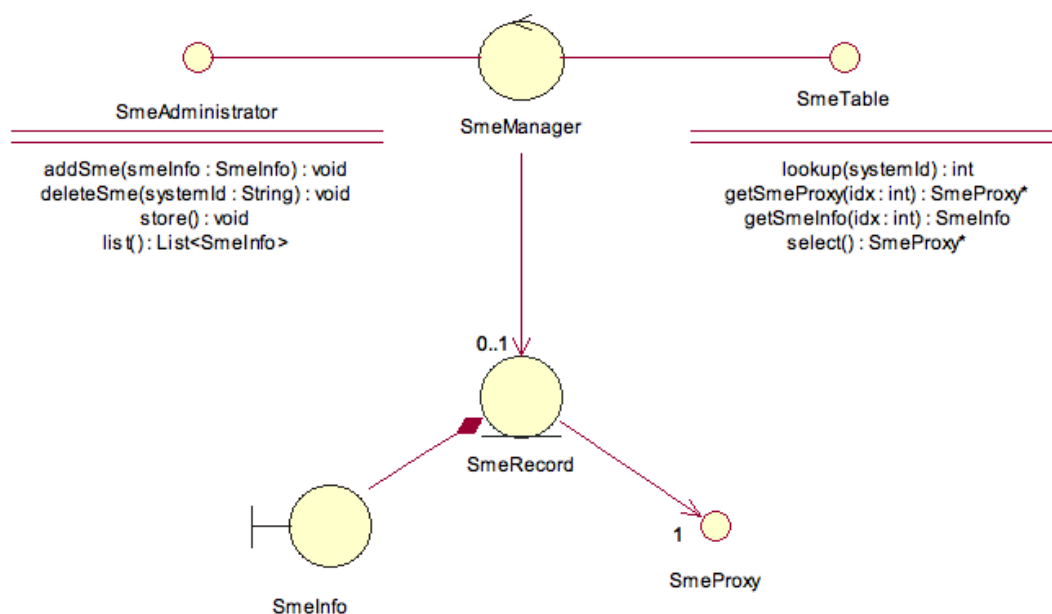 SmeAdministrator
SmeManager
SmeTable
addSme(smeInfo : SmeInfo) : void
deleteSme(systemId : String) : void
store() : void
list() : List<SmeInfo>
lookup(systemId) : int
getSmeProxy(idx : int) : SmeProxy*
getSmeInfo(idx : int) : SmeInfo
select() : SmeProxy*
0..1
SmeRecord
1
SmeInfo
SmeProxy